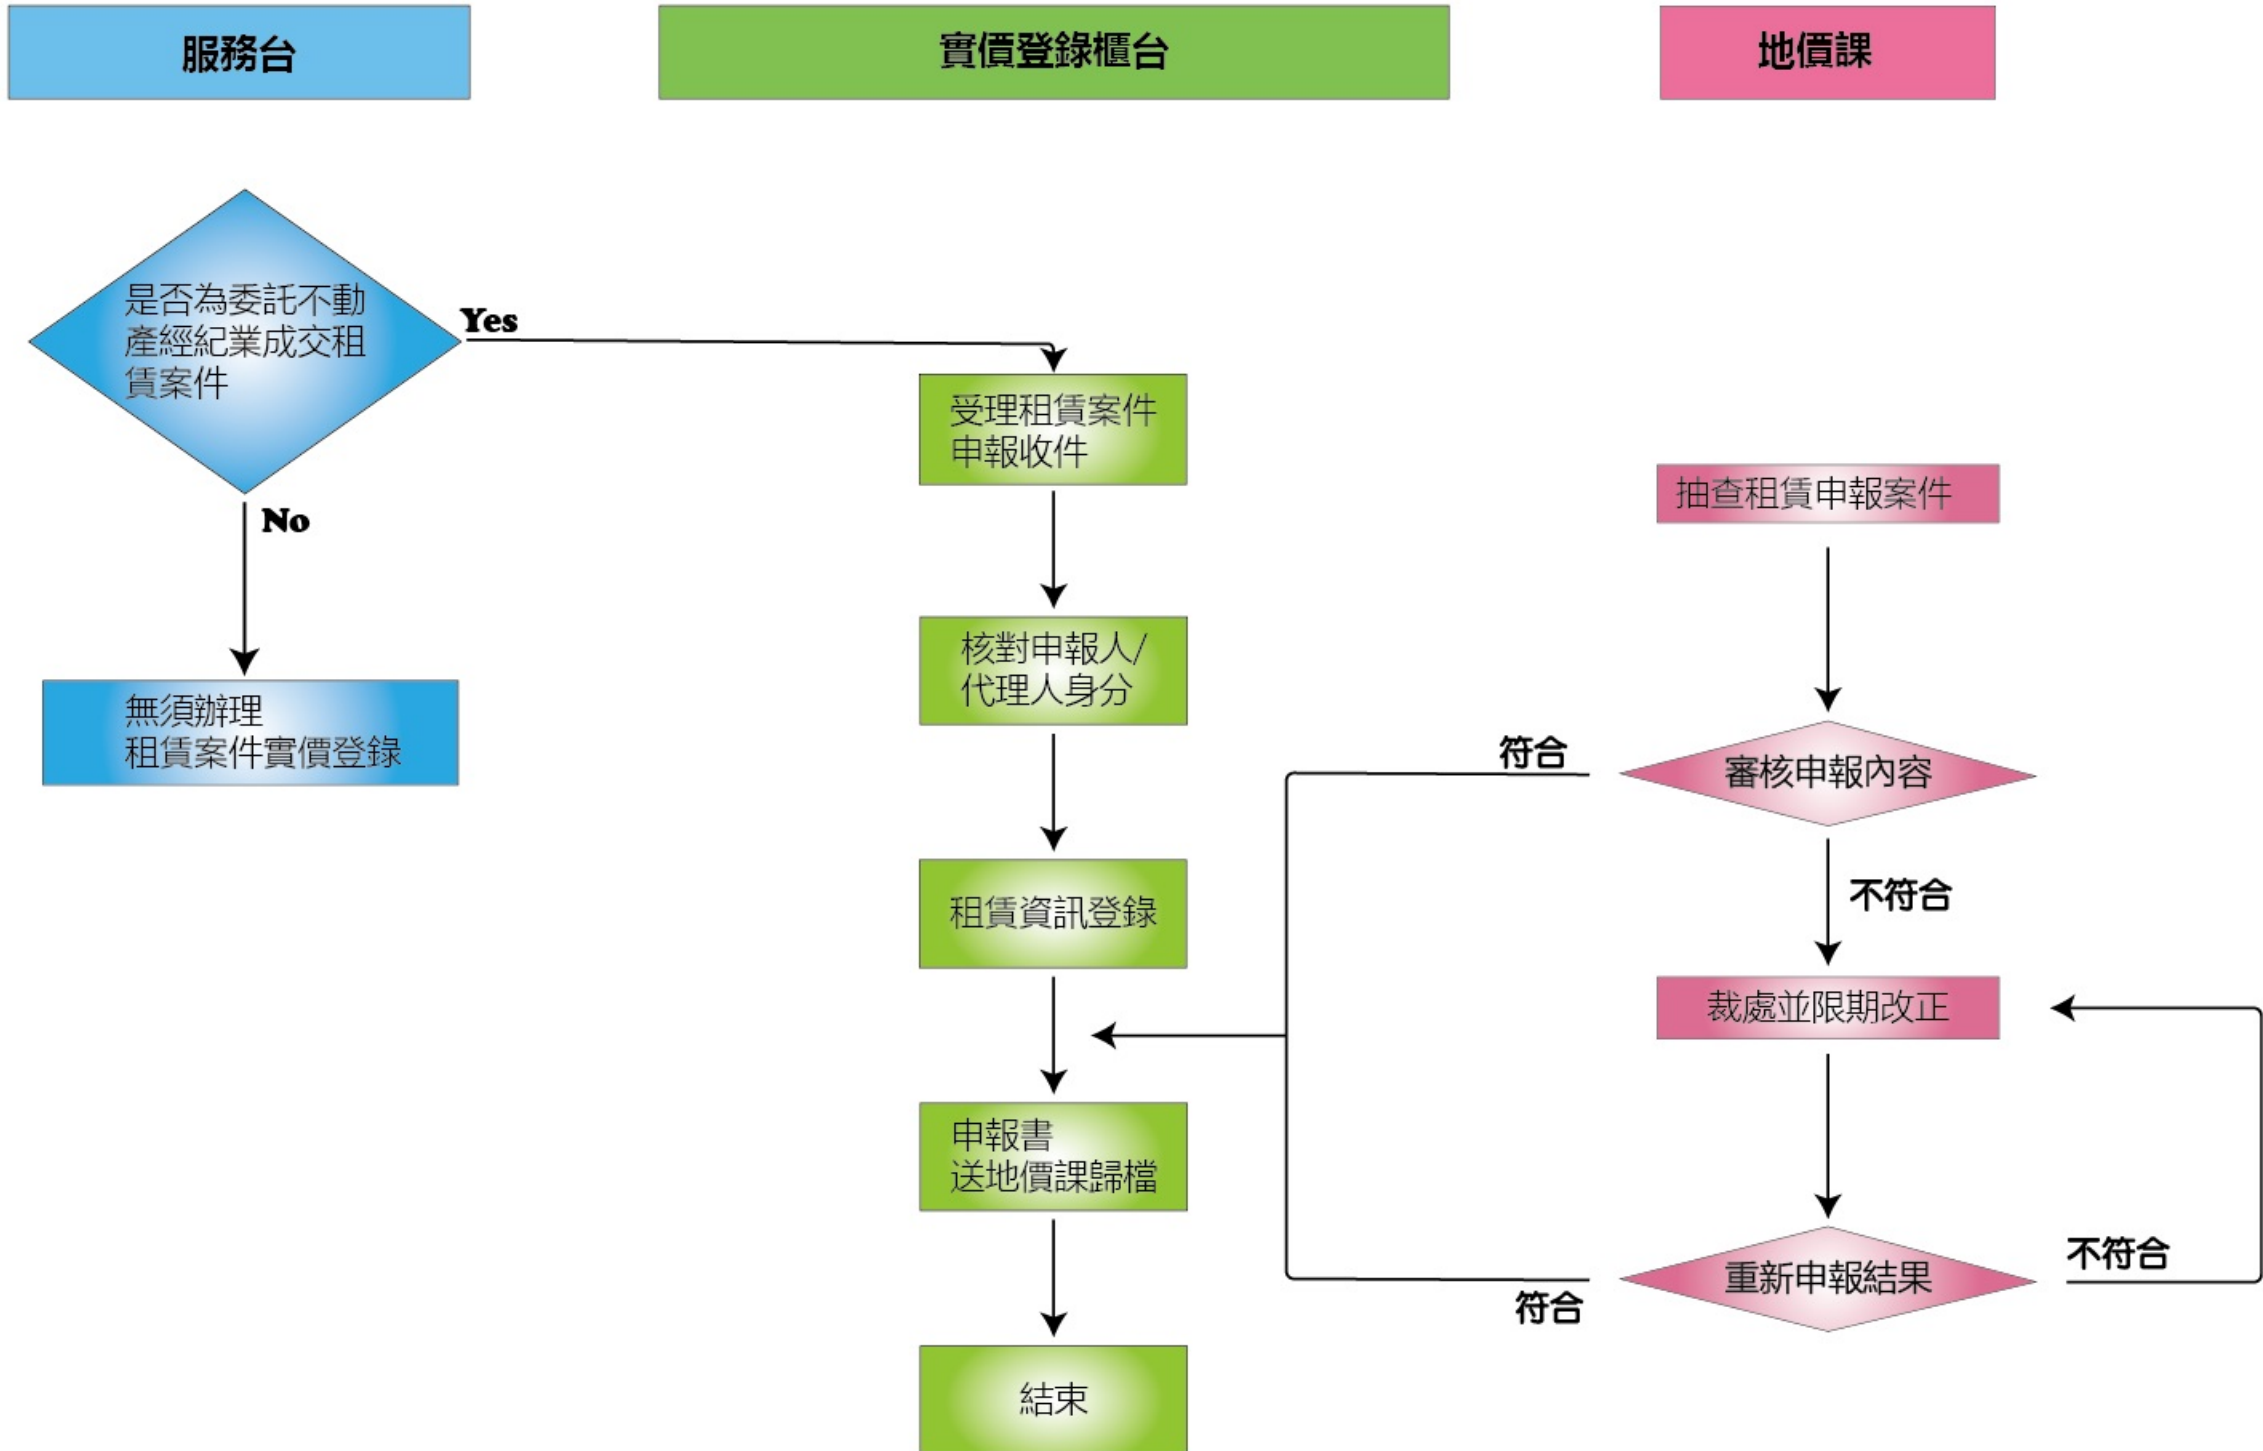 服務台
實價登錄櫃台
地價課
是否為委託不動
產經紀業成交租
賃案件
Yes
No
無須辦理
租賃案件實價登錄
受理租賃案件
申報收件
核對申報人/
代理人身分
租賃資訊登錄
申報書
送地價課歸檔
結束
抽查租賃申報案件
審核申報內容
符合
不符合
裁處並限期改正
重新申報結果
不符合
符合